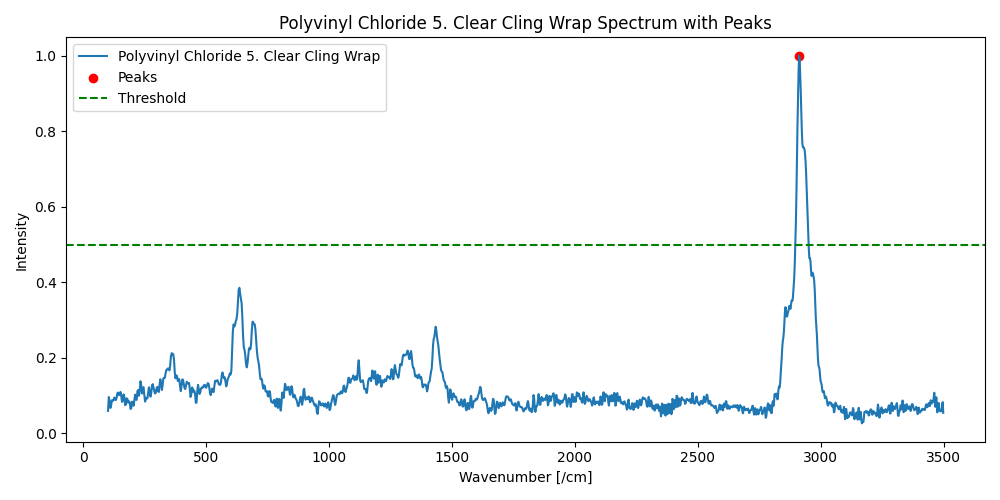 Polyvinyl Chloride 5. Clear Cling Wrap Spectrum with Peaks
Polyvinyl Chloride 5. Clear Cling Wrap
Peaks
Threshold
Intensity
1.0
0.8
0.6
0.4
0.2
0.0
0 500 1000 1500 2000 2500 3000 3500
Wavenumber [/cm]